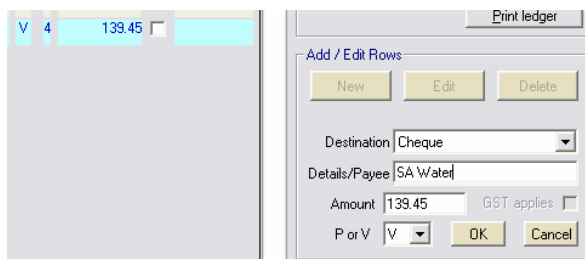 Print ledger
V 4 139.45
Add / Edit Rows
New Edit Delete
Destination Cheque
Details/Payee SA Water
Amount 139.45 GST applies
P or V V OK Cancel